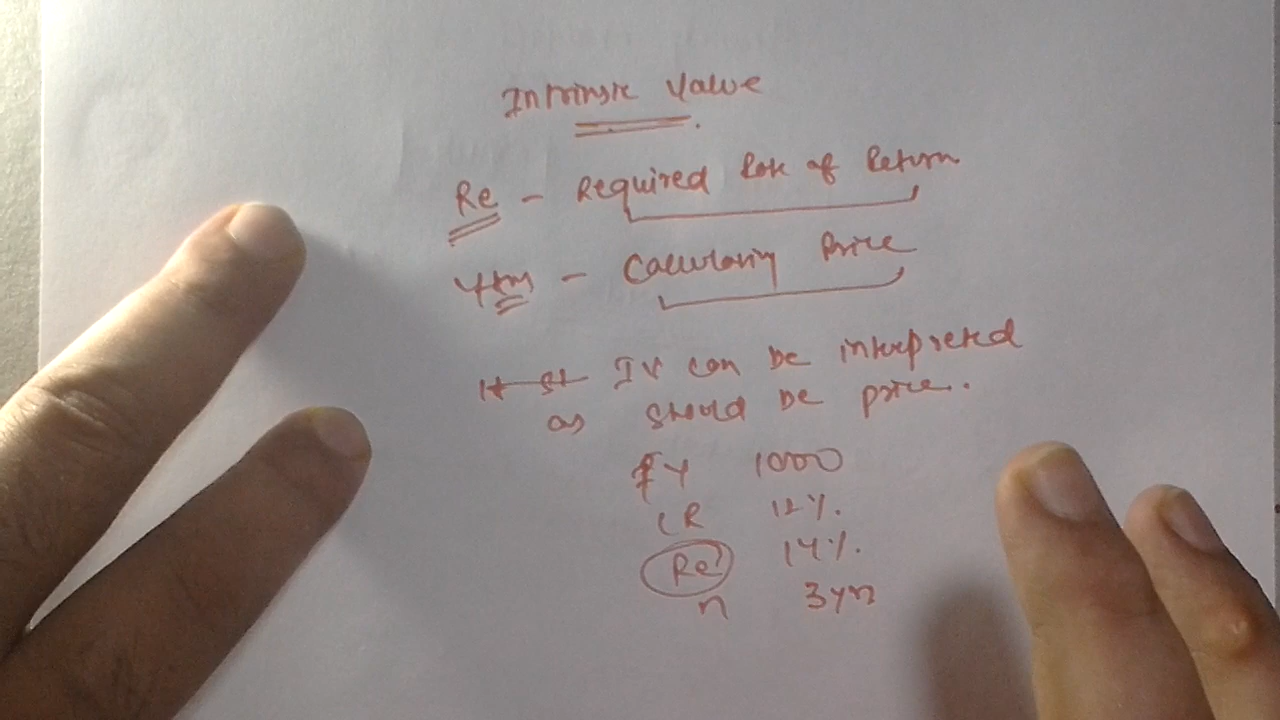 Intrinsic Value
Re - Required Rate of Return
Ytm - Calculating Price
It st IV can be interpreted
as should be price.
FV 1000
CR 12%.
Re 14%.
n 3yrs